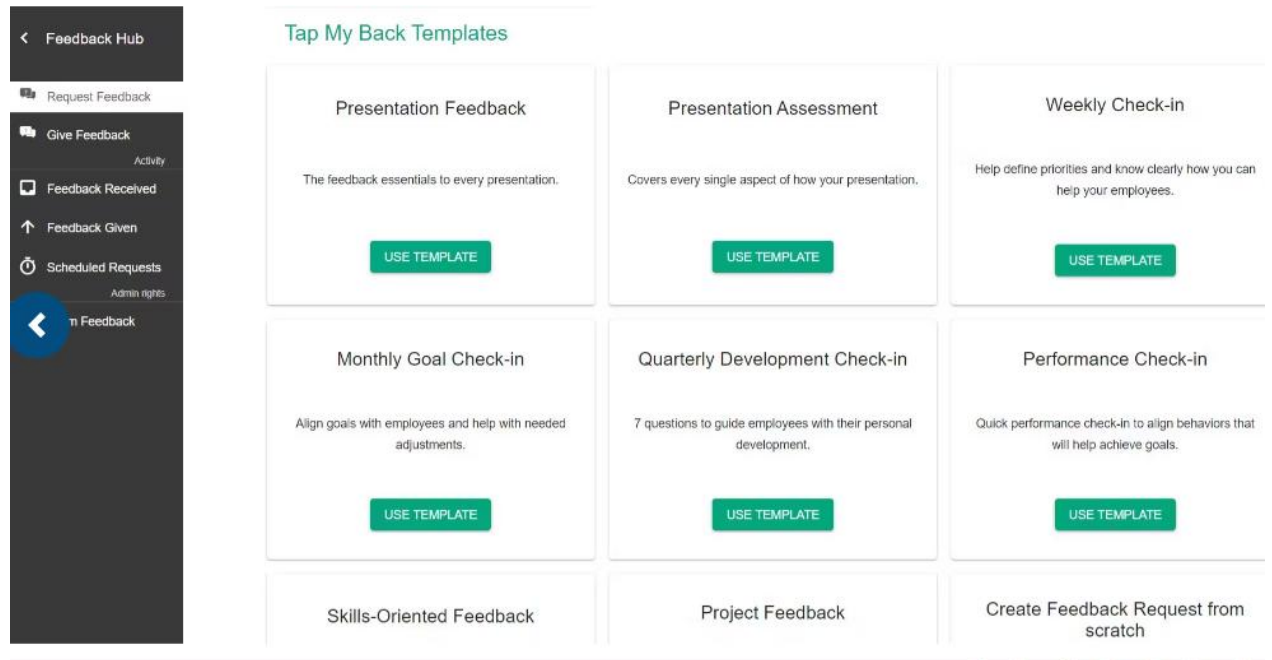 Feedback Hub
Request Feedback
Give Feedback
Activity
Feedback Received
Feedback Given
Scheduled Requests
Admin rights
Feedback
Tap My Back Templates
Presentation Feedback
The feedback essentials to every presentation.
USE TEMPLATE
Presentation Assessment
Covers every single aspect of how your presentation.
USE TEMPLATE
Weekly Check-in
Help define priorities and know clearly how you can
help your employees.
USE TEMPLATE
Monthly Goal Check-in
Align goals with employees and help with needed
adjustments.
USE TEMPLATE
Quarterly Development Check-in
7 questions to guide employees with their personal
development.
USE TEMPLATE
Performance Check-in
Quick performance check-in to align behaviors that
will help achieve goals.
USE TEMPLATE
Skills-Oriented Feedback
Project Feedback
Create Feedback Request from
scratch